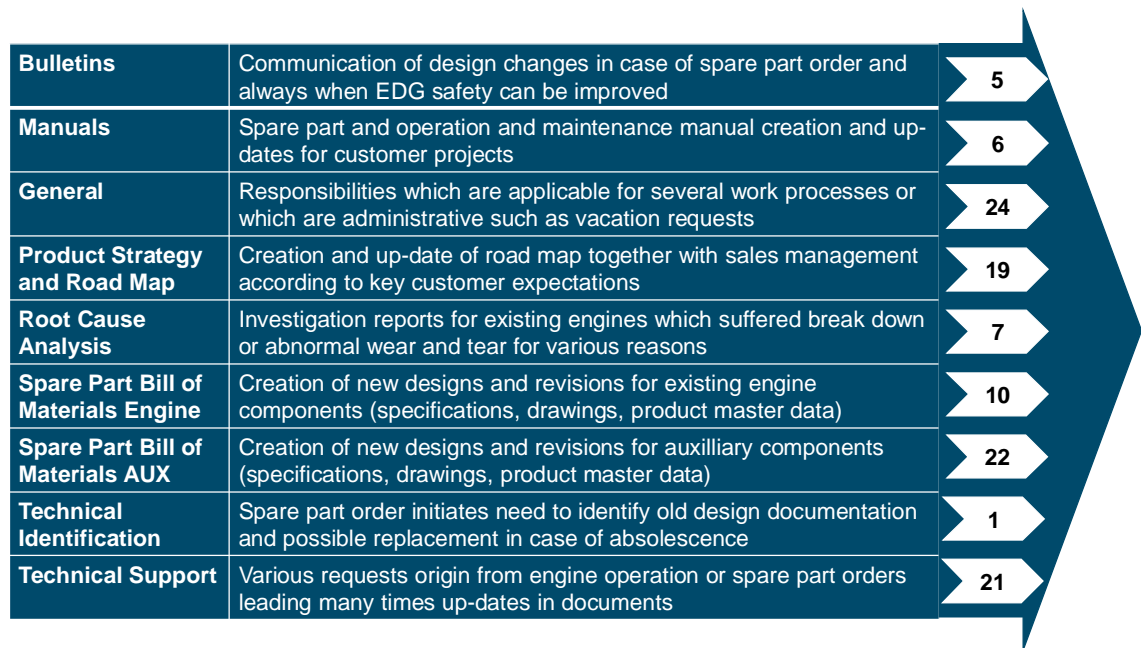 Bulletins
Communication of design changes in case of spare part order and
always when EDG safety can be improved
5
Manuals
Spare part and operation and maintenance manual creation and up-
dates for customer projects
6
General
Responsibilities which are applicable for several work processes or
which are administrative such as vacation requests
24
Product Strategy
and Road Map
Creation and up-date of road map together with sales management
according to key customer expectations
19
Root Cause
Analysis
Investigation reports for existing engines which suffered break down
or abnormal wear and tear for various reasons
7
Spare Part Bill of
Materials Engine
Creation of new designs and revisions for existing engine
components (specifications, drawings, product master data)
10
Spare Part Bill of
Materials AUX
Creation of new designs and revisions for auxilliary components
(specifications, drawings, product master data)
22
Technical
Identification
Spare part order initiates need to identify old design documentation
and possible replacement in case of absolescence
1
Technical Support
Various requests origin from engine operation or spare part orders
leading many times up-dates in documents
21